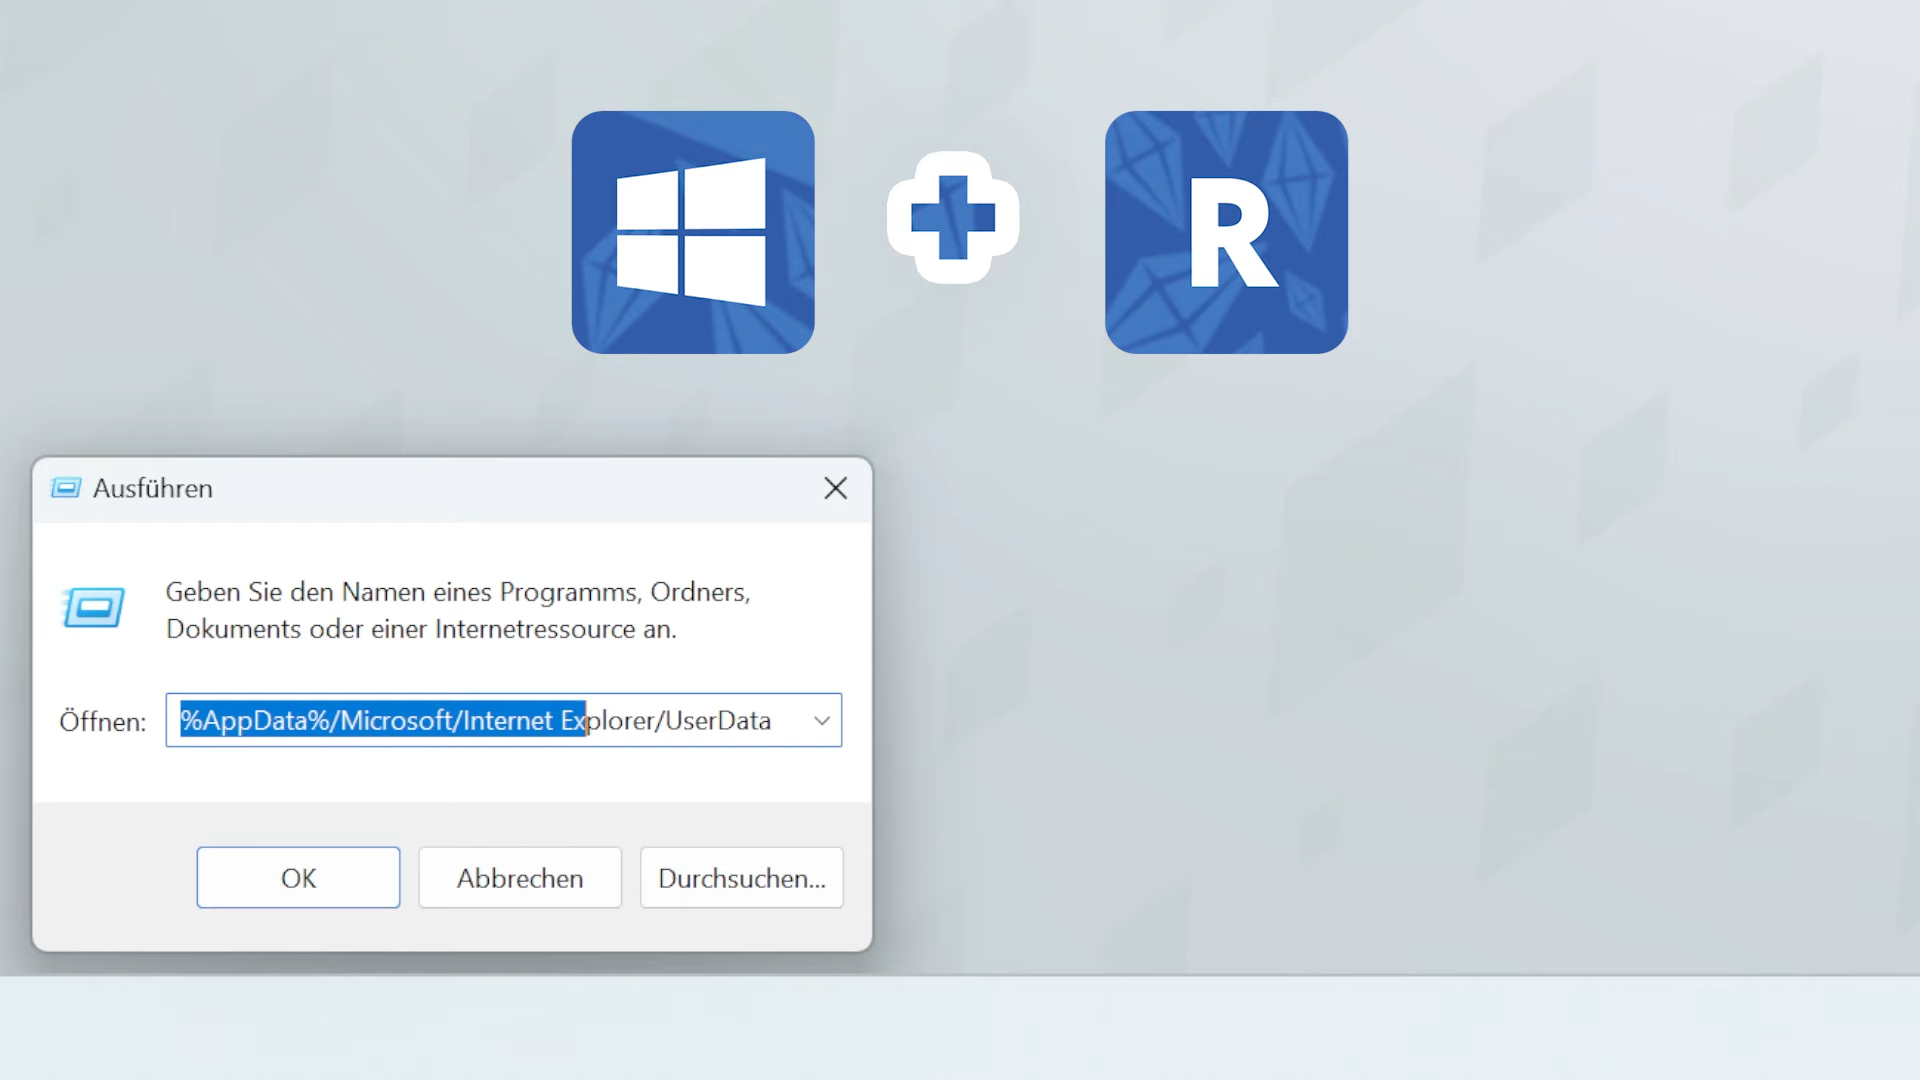 R
Ausführen
Geben Sie den Namen eines Programms, Ordners,
Dokuments oder einer Internetressource an.
Öffnen: %AppData%/Microsoft/Internet Explorer/UserData
OK Abbrechen Durchsuchen...